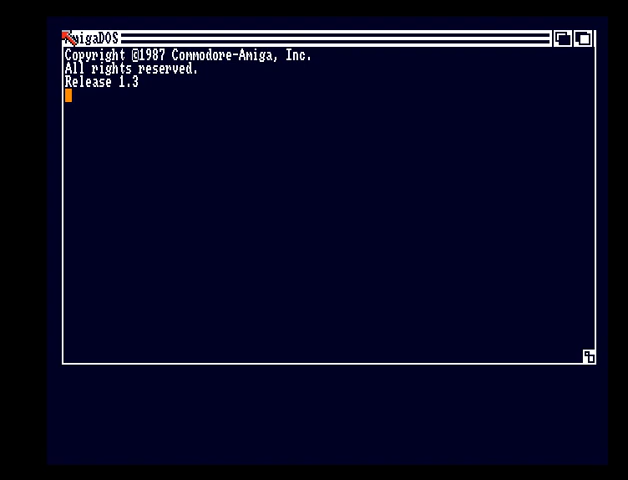 AmigaDOS
Copyright ©1987 Commodore-Amiga, Inc.
All rights reserved.
Release 1.3